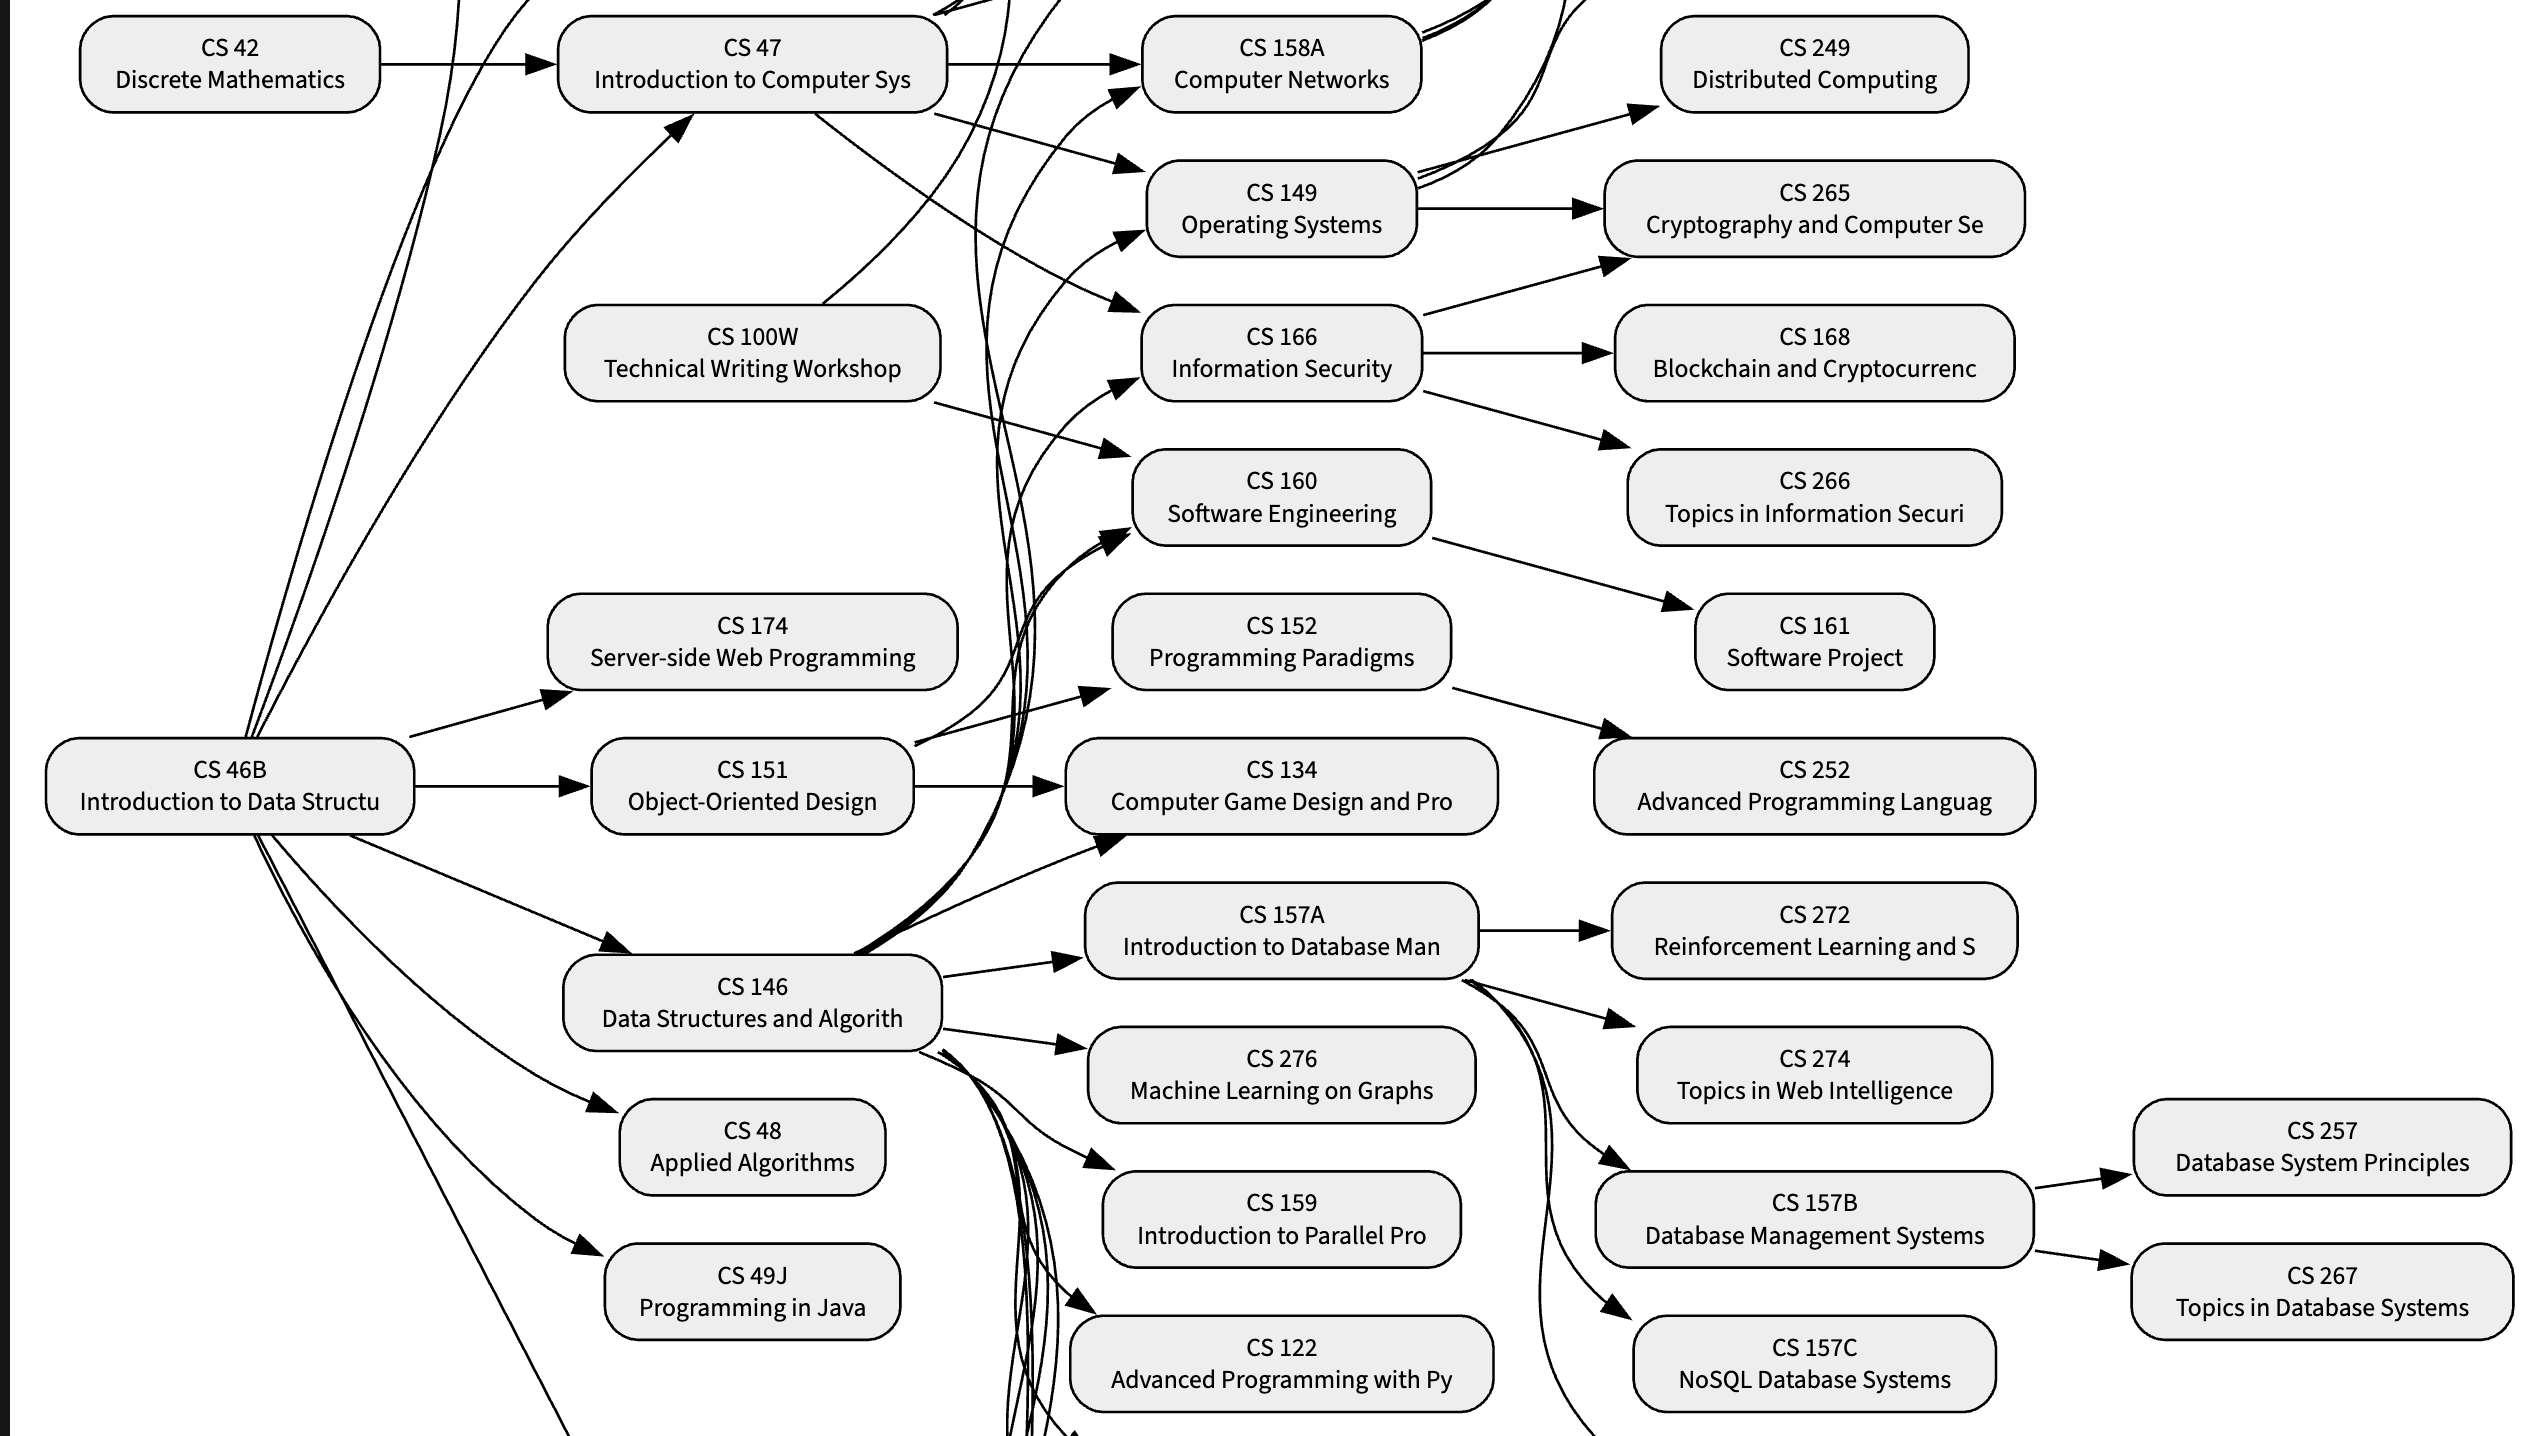 CS 42
Discrete Mathematics
CS 47
Introduction to Computer Sys
CS 158A
Computer Networks
CS 249
Distributed Computing
CS 149
Operating Systems
CS 265
Cryptography and Computer Se
CS 100W
Technical Writing Workshop
CS 166
Information Security
CS 168
Blockchain and Cryptocurrenc
CS 160
Software Engineering
CS 266
Topics in Information Securi
CS 174
Server-side Web Programming
CS 152
Programming Paradigms
CS 161
Software Project
CS 46B
Introduction to Data Structu
CS 151
Object-Oriented Design
CS 134
Computer Game Design and Pro
CS 252
Advanced Programming Languag
CS 157A
Introduction to Database Man
CS 272
Reinforcement Learning and S
CS 146
Data Structures and Algorith
CS 276
Machine Learning on Graphs
CS 274
Topics in Web Intelligence
CS 48
Applied Algorithms
CS 257
Database System Principles
CS 159
Introduction to Parallel Pro
CS 157B
Database Management Systems
CS 49J
Programming in Java
CS 267
Topics in Database Systems
CS 122
Advanced Programming with Py
CS 157C
NoSQL Database Systems